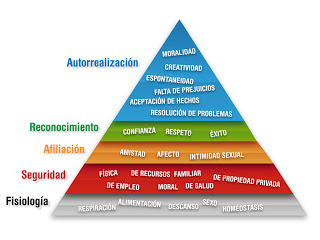 Autorrealización
MORALIDAD
CREATIVIDAD
ESPONTANEIDAD
FALTA DE PREJUICIOS
ACEPTACIÓN DE HECHOS
RESOLUCIÓN DE PROBLEMAS
Reconocimiento
CONFIANZA RESPETO ÉXITO
Afiliación
AMISTAD AFECTO INTIMIDAD SEXUAL
Seguridad
FÍSICA DE RECURSOS FAMILIAR DE PROPIEDAD PRIVADA
DE EMPLEO MORAL DE SALUD
Fisiología
RESPIRACIÓN ALIMENTACIÓN DESCANSO SEXO HOMEOSTASIS